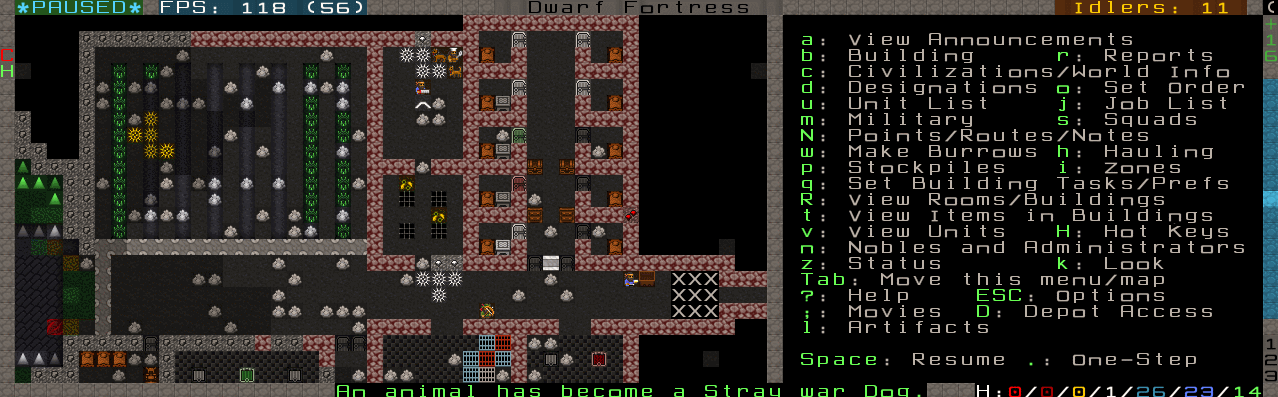 *PAUSED* FPS: 118 (56) Dwarf Fortress Idlers: 11
a: View Announcements
b: Building r: Reports
c: Civilizations/World Info
d: Designations o: Set Order
u: Unit List j: Job List
m: Military s: Squads
N: Points/Routes/Notes
w: Make Burrows h: Hauling
p: Stockpiles i: Zones
q: Set Building Tasks/Prefs
R: View Rooms/Buildings
t: View Items in Buildings
v: View Units H: Hot Keys
n: Nobles and Administrators
z: Status k: Look
Tab: Move this menu/map
?: Help ESC: Options
;: Movies D: Depot Access
l: Artifacts
Space: Resume .: One-Step
An animal has become a Stray war Dog. H:0/0/0/1/26/23/14